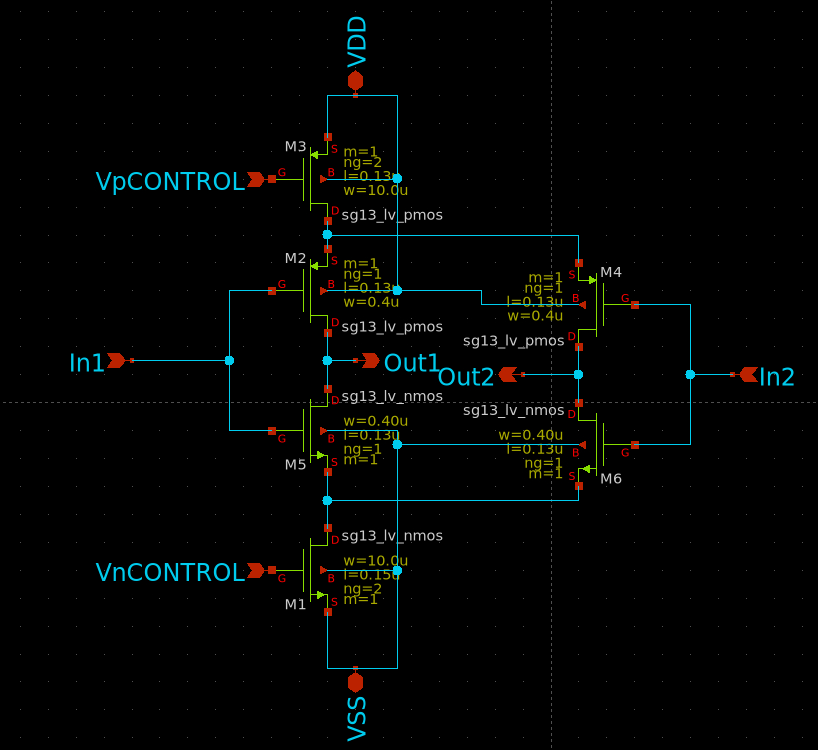 VDD
M3
S
m=1
ng=2
l=0.13u
VpCONTROL
G
B
w=10.0u
D
sg13_lv_pmos
M2
S
m=1
ng=1
l=0.13u
G
B
w=0.4u
D
sg13_lv_pmos
M4
S
m=1
ng=1
l=0.13u
B
G
w=0.4u
D
sg13_lv_pmos
In1
Out1
Out2
In2
D
sg13_lv_nmos
w=0.40u
l=0.13u
G
B
ng=1
m=1
M5
S
sg13_lv_nmos
D
w=0.40u
l=0.13u
B
G
ng=1
m=1
S
M6
D
sg13_lv_nmos
w=10.0u
l=0.15u
VnCONTROL
G
B
ng=2
m=1
M1
S
VSS